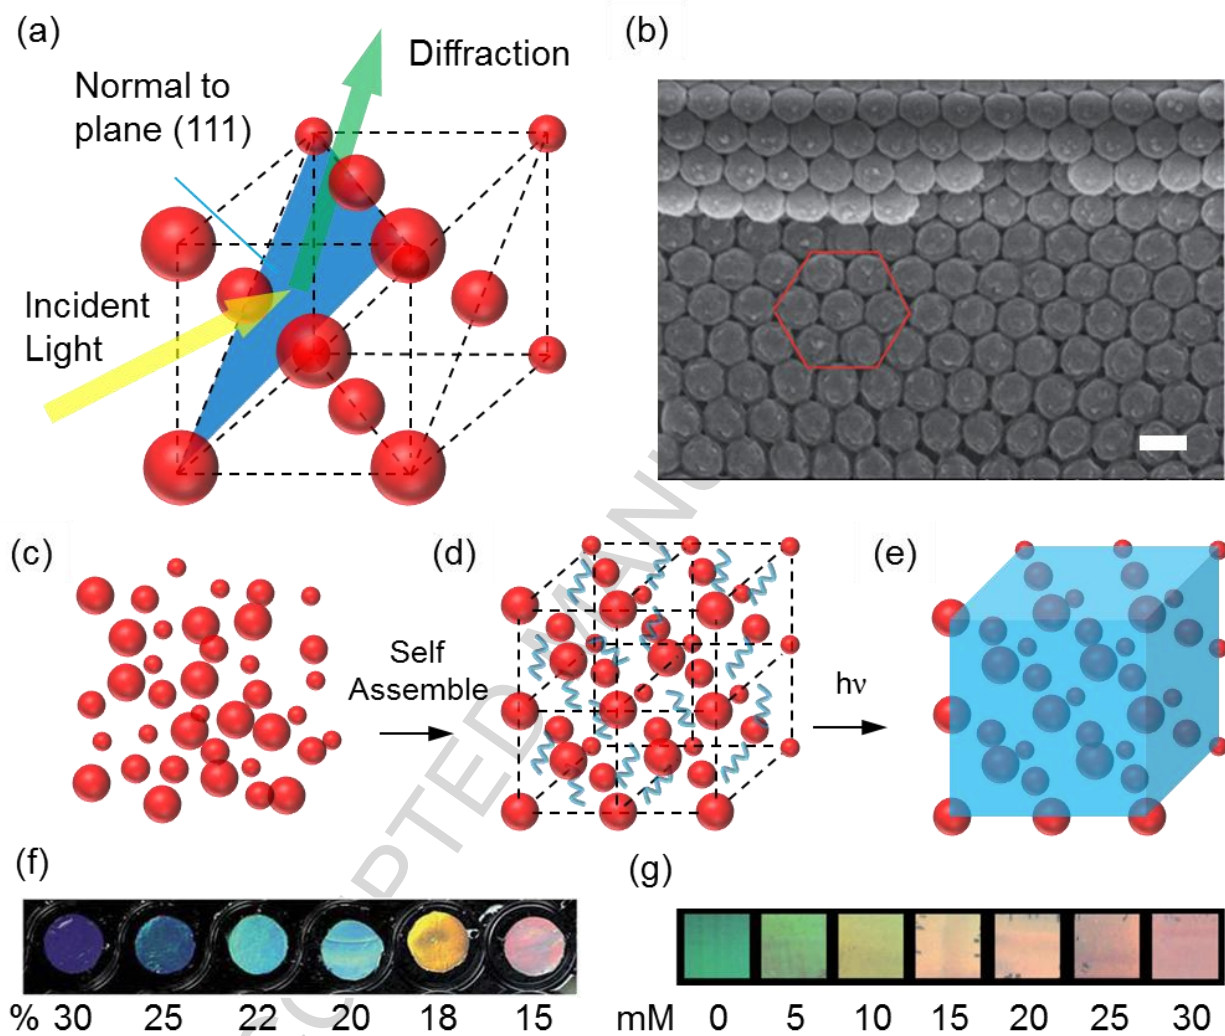 (a)
Diffraction
Normal to
plane (111)
Incident
Light
(b)
(c)
Self
Assemble
(d)
hν
(e)
(f)
% 30 25 22 20 18 15
(g)
mM 0 5 10 15 20 25 30